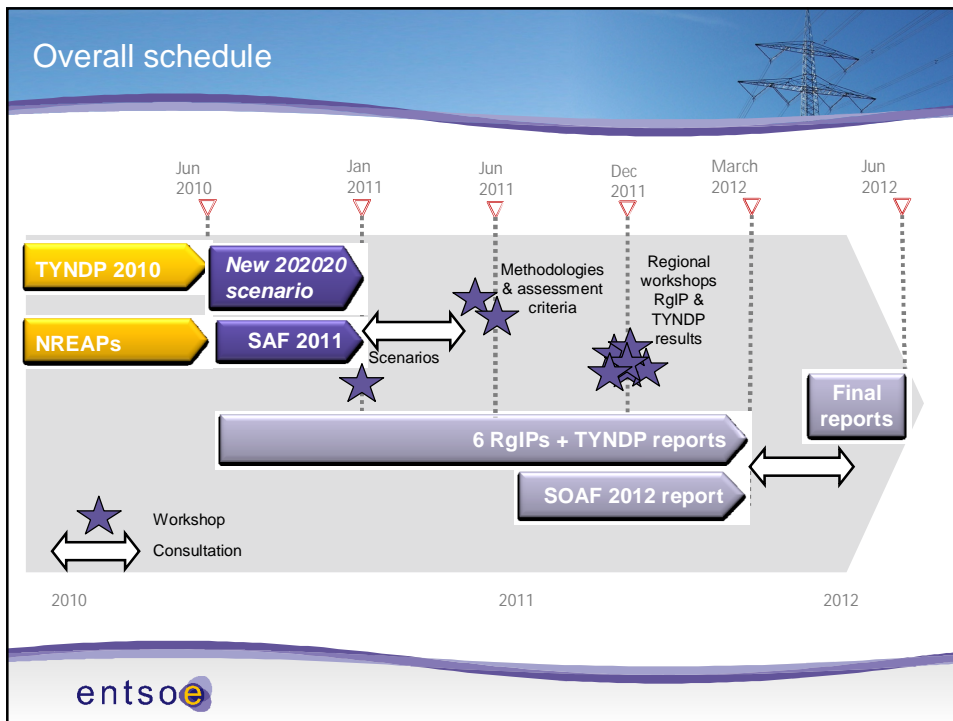 Overall schedule
Jun
2010
Jan
2011
Jun
2011
Dec
2011
March
2012
Jun
2012
TYNDP 2010
New 202020
scenario
Methodologies
& assessment
criteria
Regional
workshops
RgIP &
TYNDP
results
NREAPs
SAF 2011
Scenarios
Final
reports
6 RgIPs + TYNDP reports
SOAF 2012 report
Workshop
Consultation
2010
2011
2012
entsoe